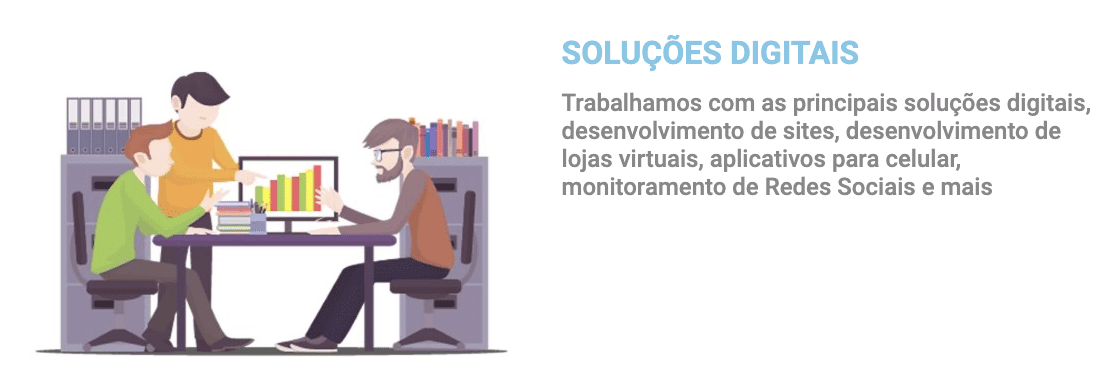 SOLUÇÕES DIGITAIS
Trabalhamos com as principais soluções digitais,
desenvolvimento de sites, desenvolvimento de
lojas virtuais, aplicativos para celular,
monitoramento de Redes Sociais e mais